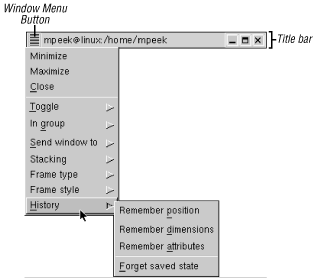 Window Menu
Button
mpeek@linux:/home/mpeek
Title bar
Minimize
Maximize
Close
Toggle
In group
Send window to
Stacking
Frame type
Frame style
History
Remember position
Remember dimensions
Remember attributes
Forget saved state